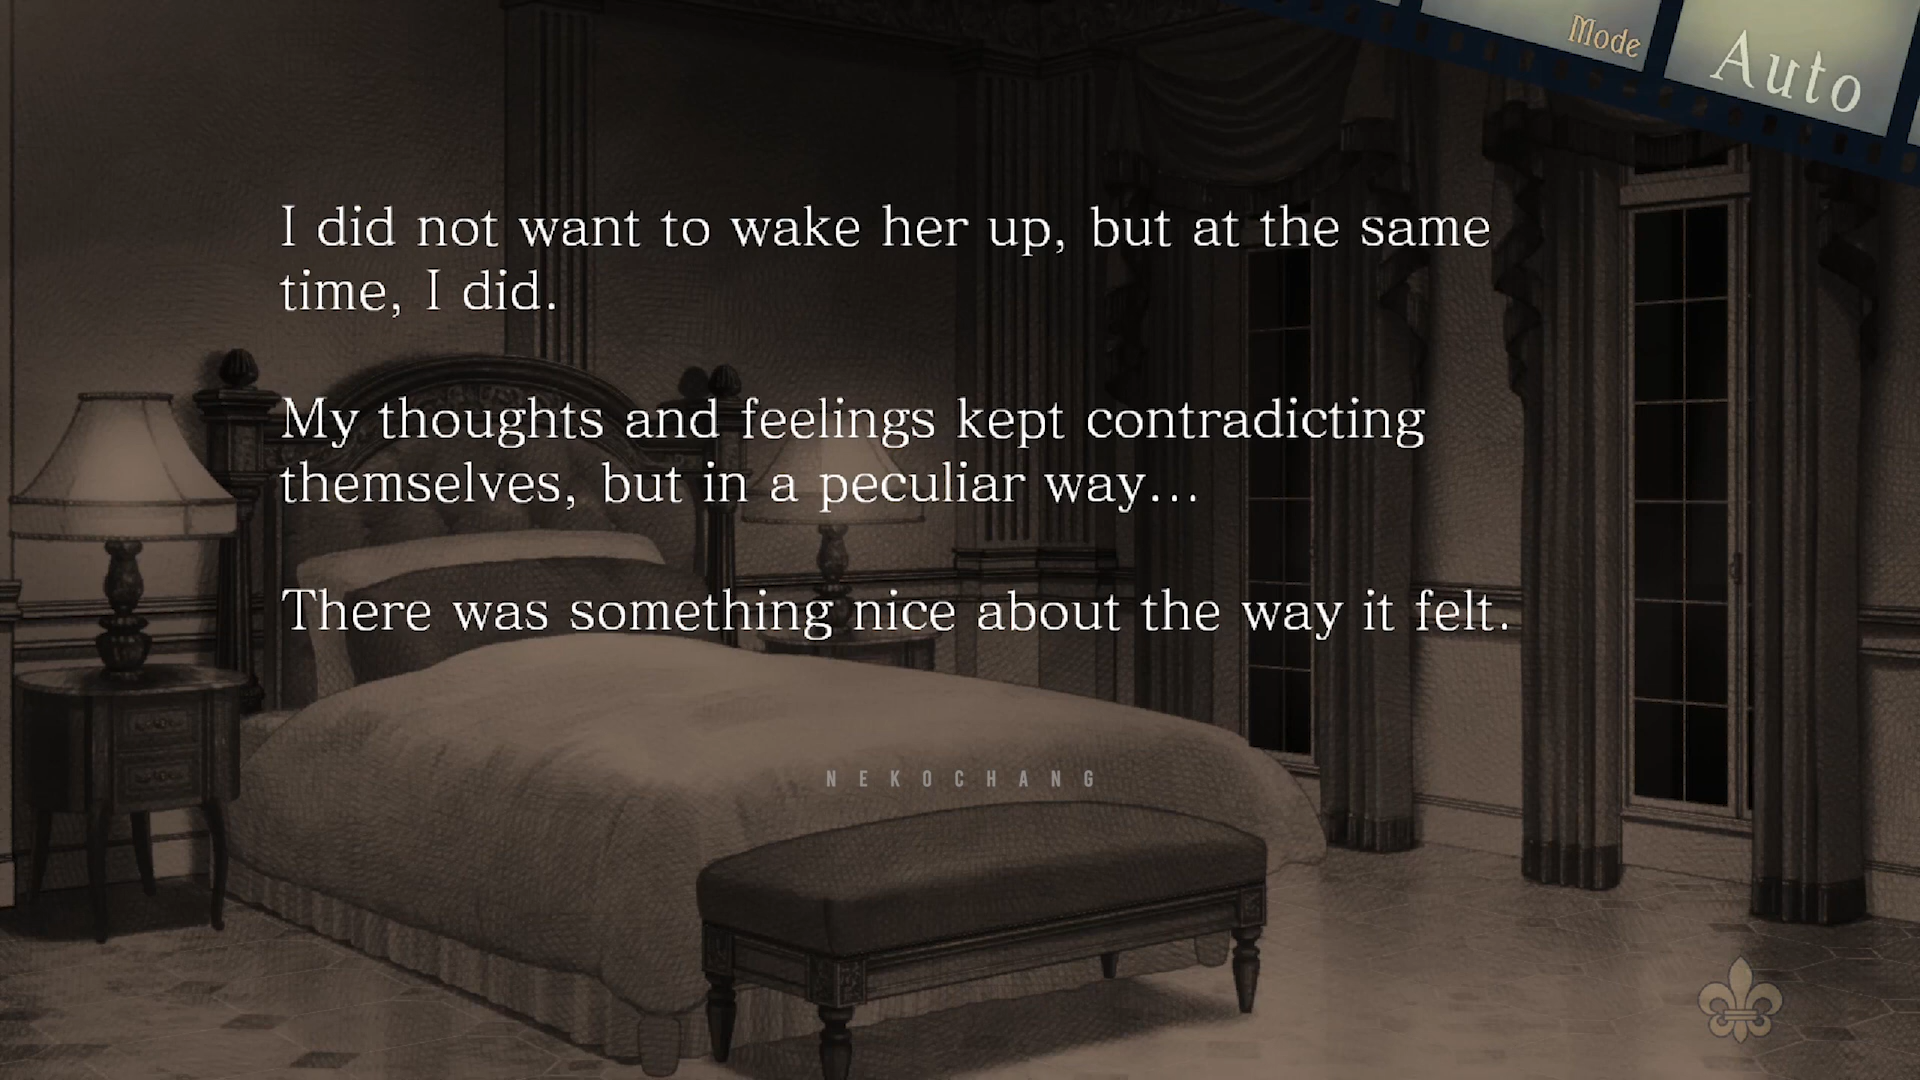 Mode
Auto
I did not want to wake her up, but at the same
time, I did.
My thoughts and feelings kept contradicting
themselves, but in a peculiar way...
There was something nice about the way it felt.
NEKOCHANG